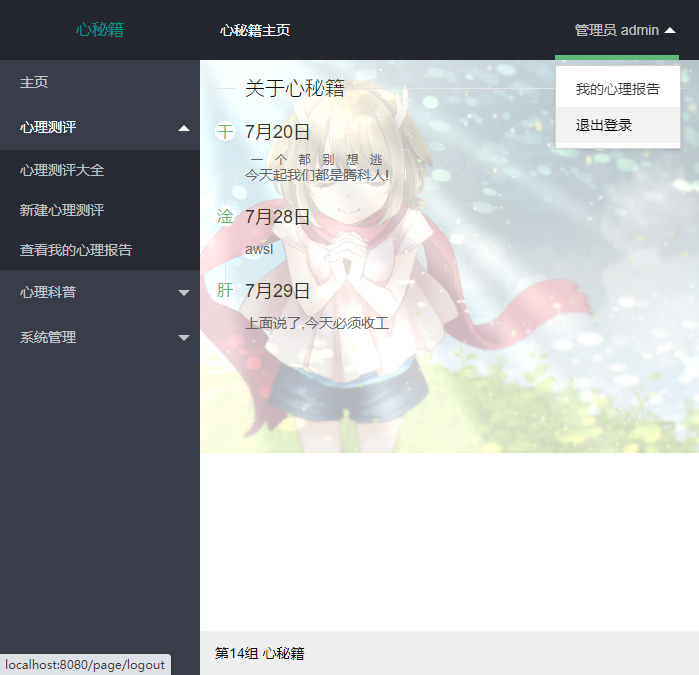 心秘籍
心秘籍主页
管理员 admin
我的心理报告
退出登录
主页
心理测评
心理测评大全
新建心理测评
查看我的心理报告
心理科普
系统管理
关于心秘籍
干
7月20日
一 个 都 别 想 逃
今天起我们都是腾科人!
淦
7月28日
awsl
肝
7月29日
上面说了,今天必须收工
第14组 心秘籍
localhost:8080/page/logout